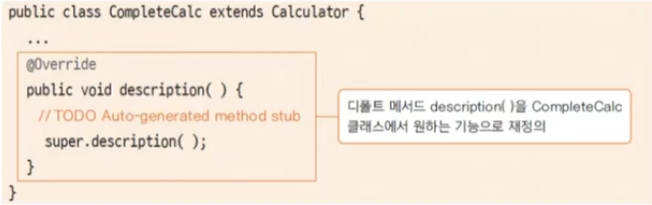 public class CompleteCalc extends Calculator {
...
@Override
public void description( ) {
// TODO Auto-generated method stub
super.description( );
}
}
디폴트 메서드 description( )을 CompleteCalc
클래스에서 원하는 기능으로 재정의